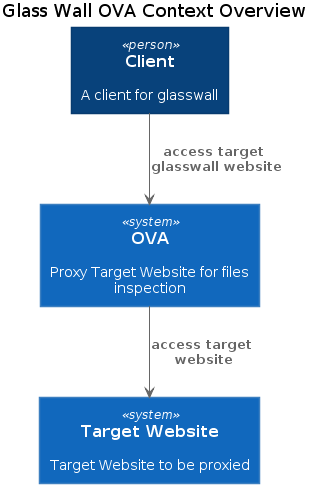 Glass Wall OVA Context Overview
«person»
Client
A client for glasswall
access target
glasswall website
«system»
OVA
Proxy Target Website for files
inspection
access target
website
«system»
Target Website
Target Website to be proxied